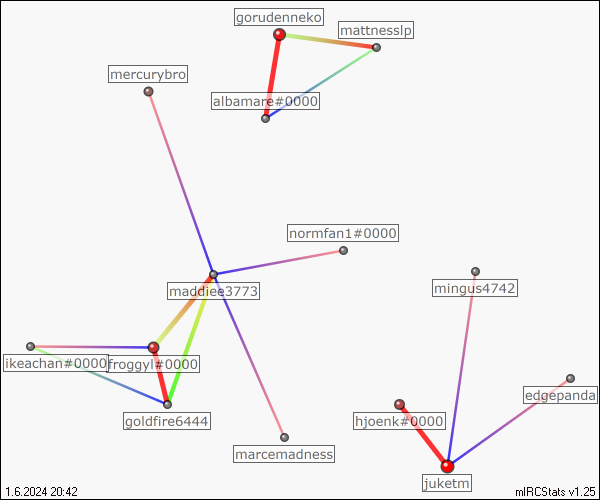 gorudenneko
mattnesslp
mercurybro
albamare#0000
normfan1#0000
maddiee3773
mingus4742
ikeachan#0000
froggyl#0000
edgepanda
goldfire6444
hjoenk#0000
marcemadness
juketm
1.6.2024 20:42
mIRCStats v1.25